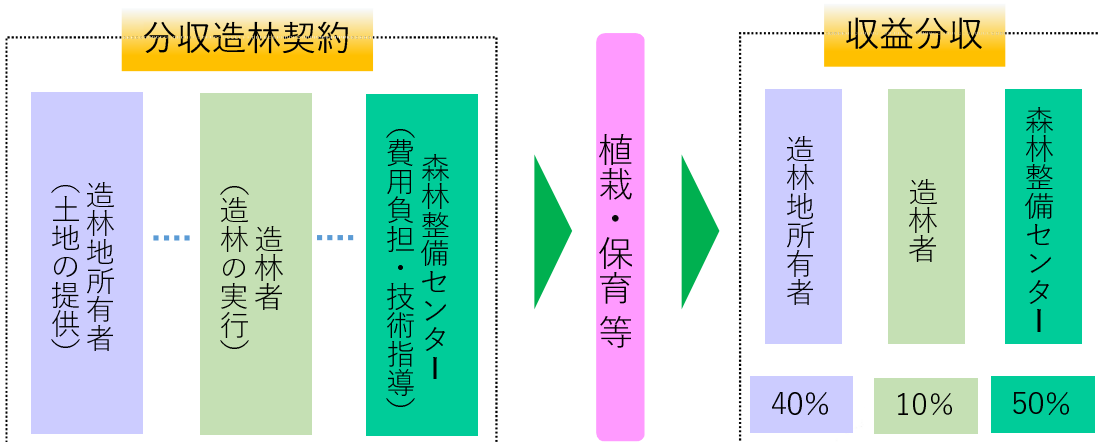 分収造林契約
造林地所有者
（土地の提供）
造林者
（造林の実行）
森林整備センター
（費用負担・技術指導）
植栽・保育 等
収益分収
造林地所有者
造林者
森林整備センター
40%
10%
50%